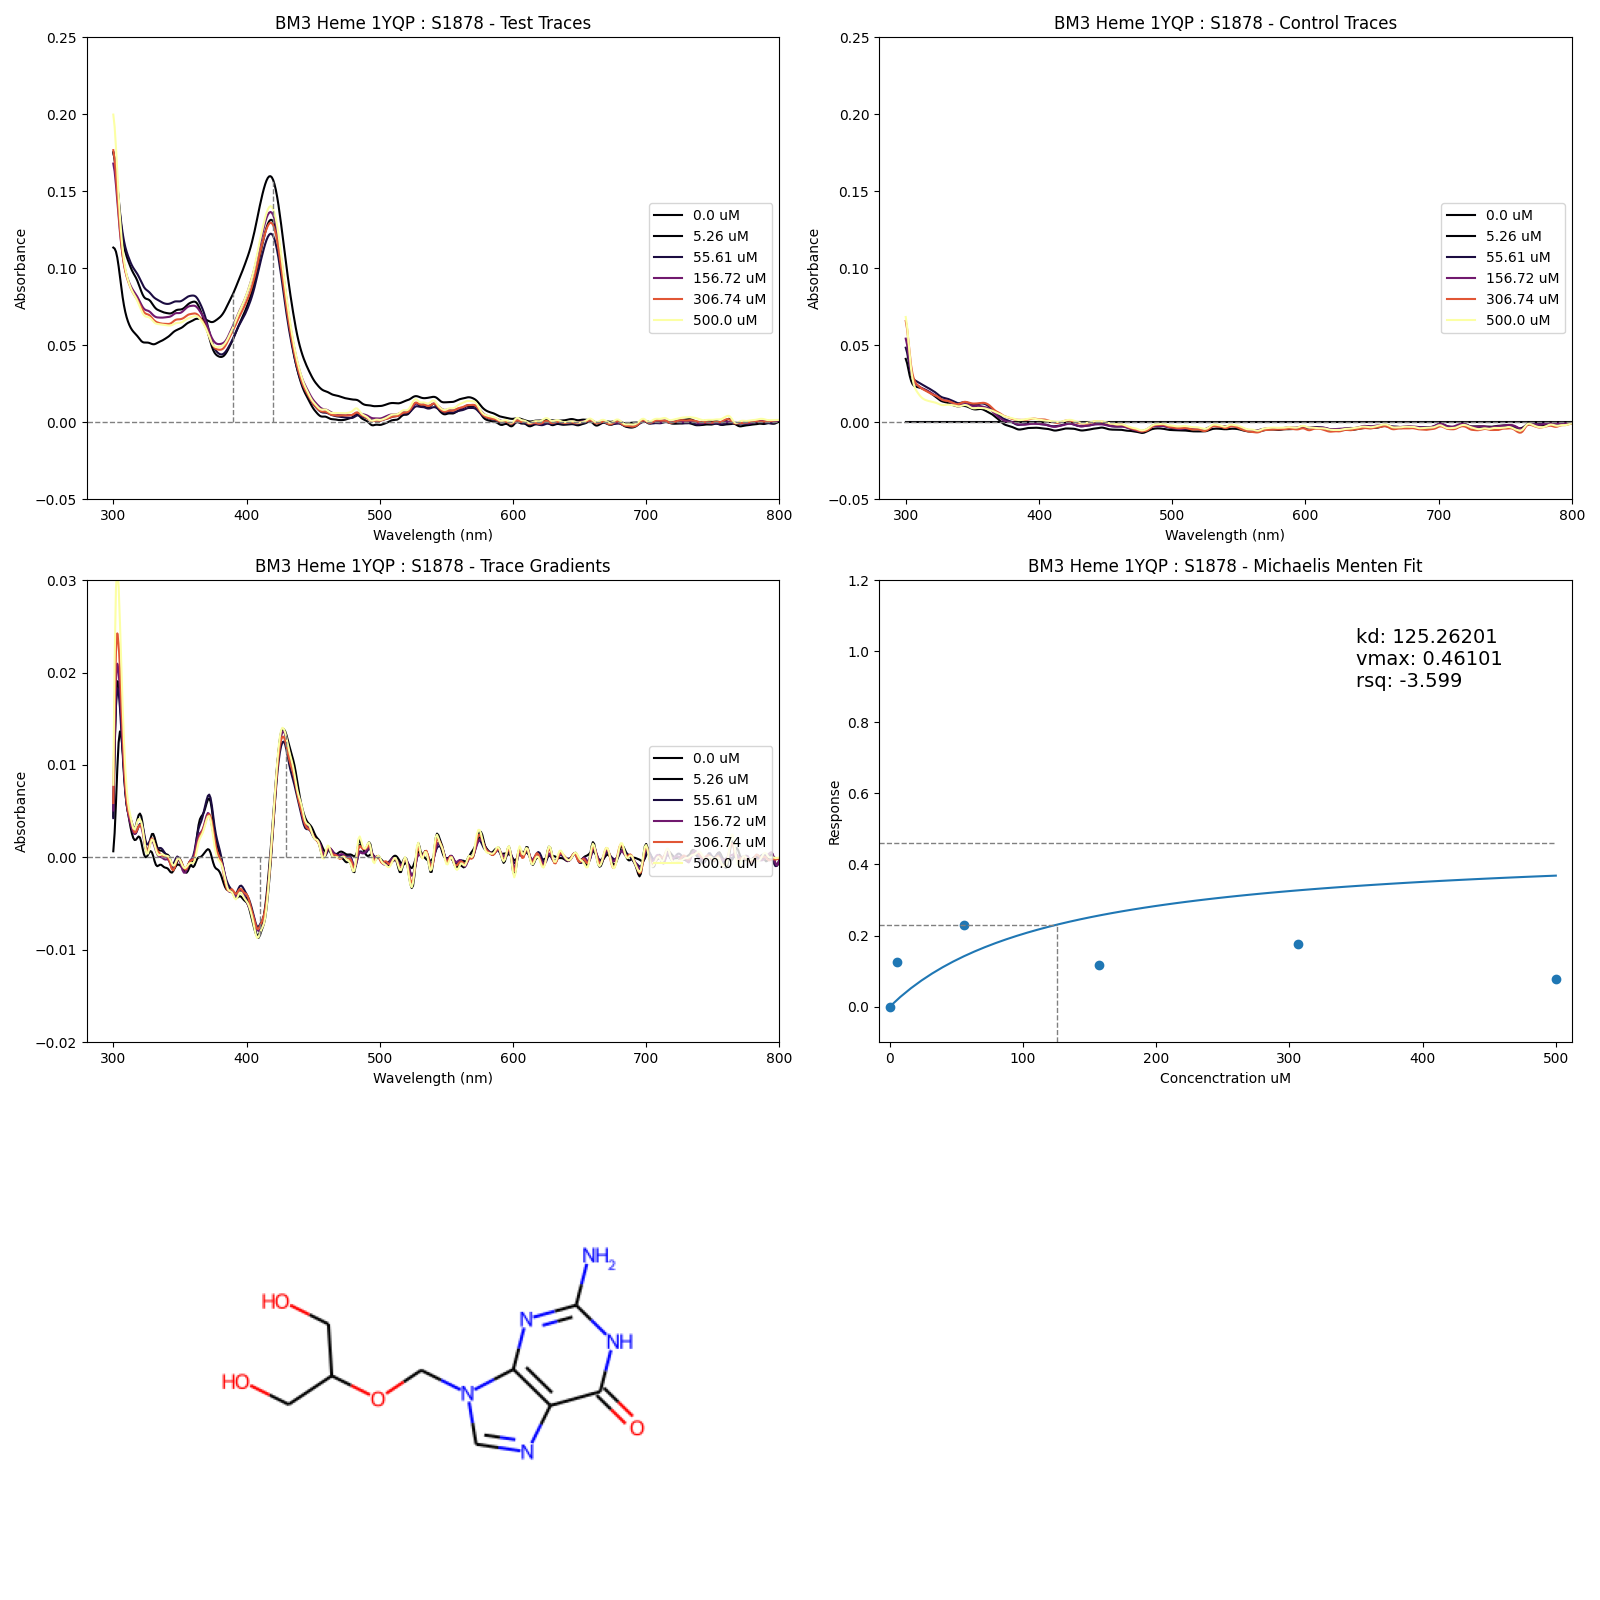 BM3 Heme 1YQP : S1878 - Test Traces
0.25
0.20
0.15
0.10
0.05
0.00
−0.05
Absorbance
300
400
500
600
700
800
Wavelength (nm)
0.0 uM
5.26 uM
55.61 uM
156.72 uM
306.74 uM
500.0 uM
BM3 Heme 1YQP : S1878 - Control Traces
0.25
0.20
0.15
0.10
0.05
0.00
−0.05
Absorbance
300
400
500
600
700
800
Wavelength (nm)
0.0 uM
5.26 uM
55.61 uM
156.72 uM
306.74 uM
500.0 uM
BM3 Heme 1YQP : S1878 - Trace Gradients
0.03
0.02
0.01
0.00
−0.01
−0.02
Absorbance
300
400
500
600
700
800
Wavelength (nm)
0.0 uM
5.26 uM
55.61 uM
156.72 uM
306.74 uM
500.0 uM
BM3 Heme 1YQP : S1878 - Michaelis Menten Fit
1.2
1.0
0.8
0.6
0.4
0.2
0.0
Response
0
100
200
300
400
500
Concenctration uM
kd: 125.26201
vmax: 0.46101
rsq: -3.599
NH2
HO
N
NH
HO
O
N
O
N